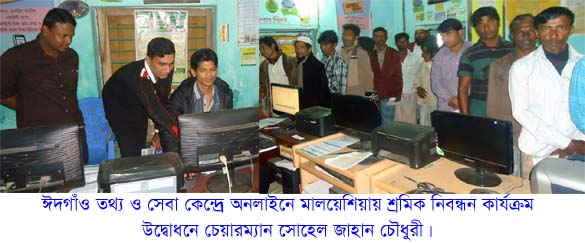 ঈদগাঁও তথ্য ও সেবা কেন্দ্রে অনলাইনে মালয়েশিয়ায় শ্রমিক নিবন্ধন কার্যক্রম
উদ্বোধনে চেয়ারম্যান সোহেল জাহান চৌধুরী।